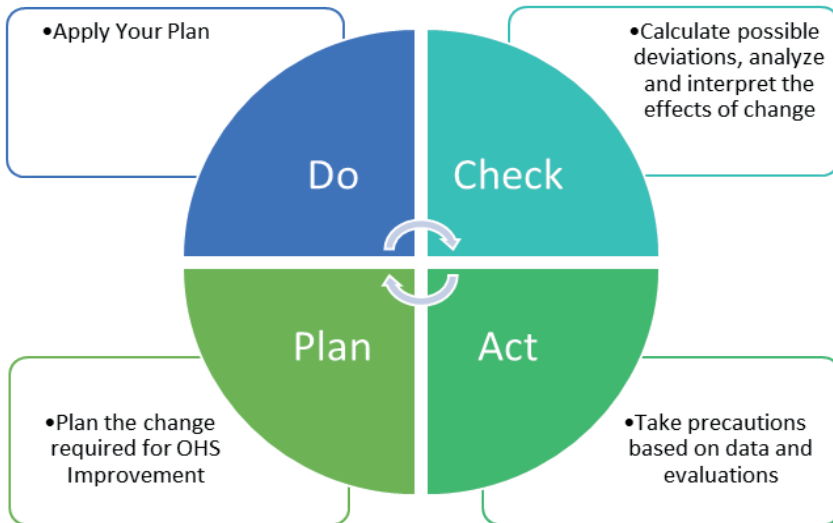 •Apply Your Plan
•Calculate possible
deviations, analyze
and interpret the
effects of change
Do
Check
Plan
Act
•Plan the change
required for OHS
Improvement
•Take precautions
based on data and
evaluations